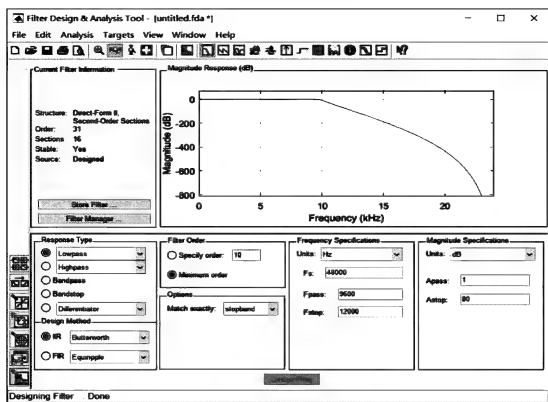 Filter Design & Analysis Tool - [untitled.fda *]
File Edit Analysis Targets View Window Help
Current Filter Information
Structure: Direct-Form II, Second-Order Sections
Order: 31
Sections 16
Stable: Yes
Source: Designed
Store Filter ...
Filter Manager ...
Magnitude Response (dB)
Magnitude (dB)
0
-200
-400
-600
-800
0 5 10 15 20
Frequency (kHz)
Response Type
Lowpass
Highpass
Bandpass
Bandstop
Differentiator
Design Method
IIR Butterworth
FIR Equiripple
Filter Order
Specify order: 10
Minimum order
Options
Match exactly: stopband
Frequency Specifications
Units: Hz
Fs: 48000
Fpass: 9600
Fstop: 12000
Magnitude Specifications
Units: dB
Apass: 1
Astop: 80
Designing Filter ... Done